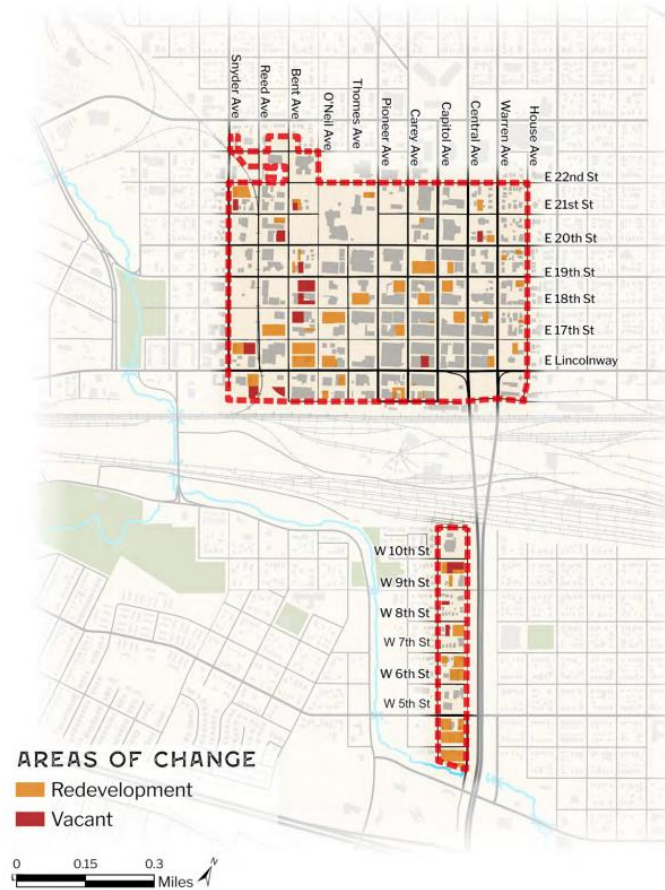 Snyder Ave
Reed Ave
Bent Ave
O'Neil Ave
Thomes Ave
Pioneer Ave
Carey Ave
Capitol Ave
Central Ave
Warren Ave
House Ave
E 22nd St
E 21st St
E 20th St
E 19th St
E 18th St
E 17th St
E Lincolnway
W 10th St
W 9th St
W 8th St
W 7th St
W 6th St
W 5th St
AREAS OF CHANGE
Redevelopment
Vacant
0 0.15 0.3
Miles
N